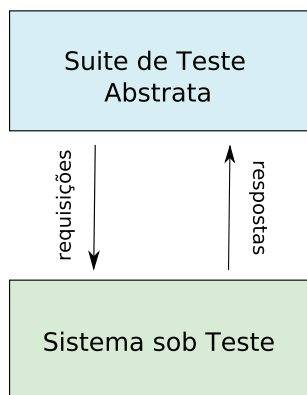 Suite de Teste
Abstrata
requisições
respostas
Sistema sob Teste